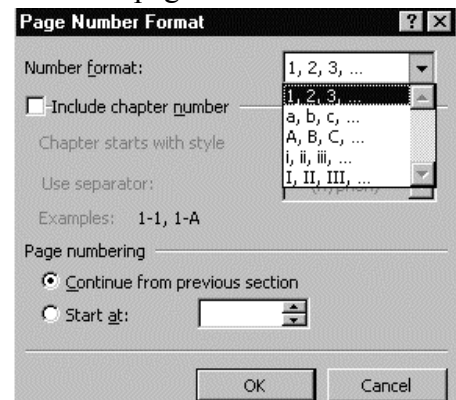 Page Number Format ? ×
Number format: 1, 2, 3, ...
1, 2, 3, ...
Include chapter number a, b, c, ...
Chapter starts with style A, B, C, ...
i, ii, iii, ...
Use separator: I, II, III, ...
Examples: 1-1, 1-A
Page numbering
Continue from previous section
Start at:
OK Cancel